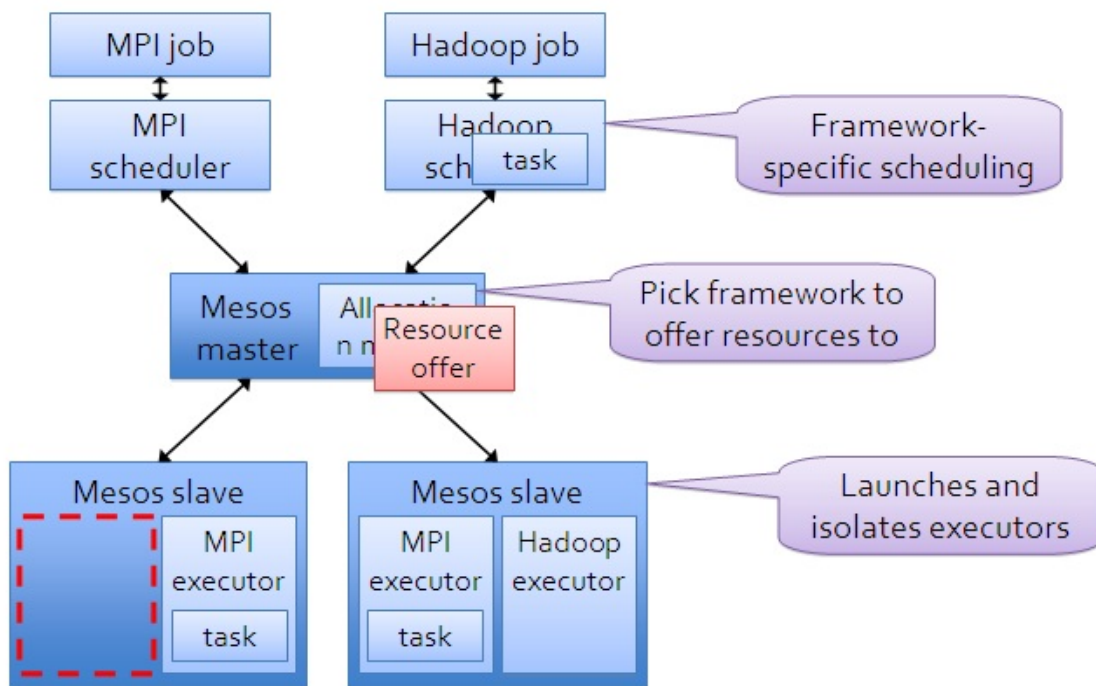 MPI job
Hadoop job
MPI
scheduler
Hadoop
task
Framework-
specific scheduling
Mesos
master
Resource
offer
Pick framework to
offer resources to
Mesos slave
MPI
executor
task
Mesos slave
MPI
executor
task
Hadoop
executor
Launches and
isolates executors